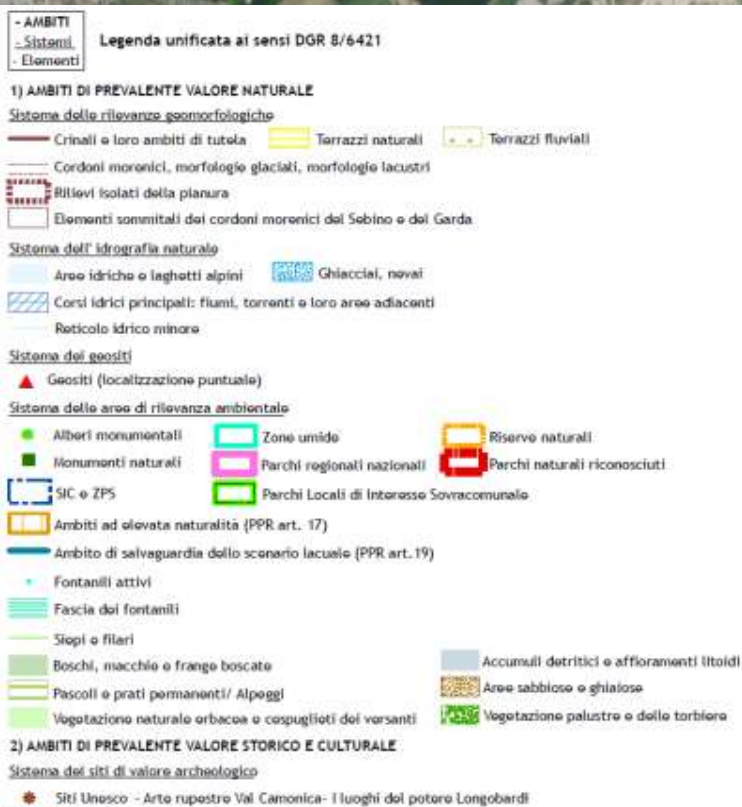 - AMBITI
- Sistemi
- Elementi
Legenda unificata ai sensi DGR 8/6421
1) AMBITI DI PREVALENTE VALORE NATURALE
Sistema delle rilevanze geomorfologiche
Crinali e loro ambiti di tutela Terrazzi naturali Terrazzi fluviali
Cordoni morenici, morfologie glaciali, morfologie lacustri
Rilievi isolati della pianura
Elementi sommitali dei cordoni morenici del Sebino e del Garda
Sistema dell' idrografia naturale
Aree idriche e laghetti alpini Ghiacciai, nevai
Corsi idrici principali: fiumi, torrenti e loro aree adiacenti
Reticolo idrico minore
Sistema dei geositi
Geositi (localizzazione puntuale)
Sistema delle aree di rilevanza ambientale
Alberi monumentali Zone umide Riserve naturali
Monumenti naturali Parchi regionali nazionali Parchi naturali riconosciuti
SIC e ZPS Parchi Locali di Interesse Sovracomunale
Ambiti ad elevata naturalità (PPR art. 17)
Ambito di salvaguardia dello scenario lacuale (PPR art.19)
Fontanili attivi
Fascia dei fontanili
Siepi e filari
Boschi, macchie e frange boscate Accumuli detritici e affioramenti litoidi
Pascoli e prati permanenti/ Alpeggi Aree sabbiose e ghiaiose
Vegetazione naturale erbacea e cespuglieti dei versanti Vegetazione palustre e delle torbiere
2) AMBITI DI PREVALENTE VALORE STORICO E CULTURALE
Sistema dei siti di valore archeologico
Siti Unesco - Arte rupestre Val Camonica- I luoghi del potere Longobardi